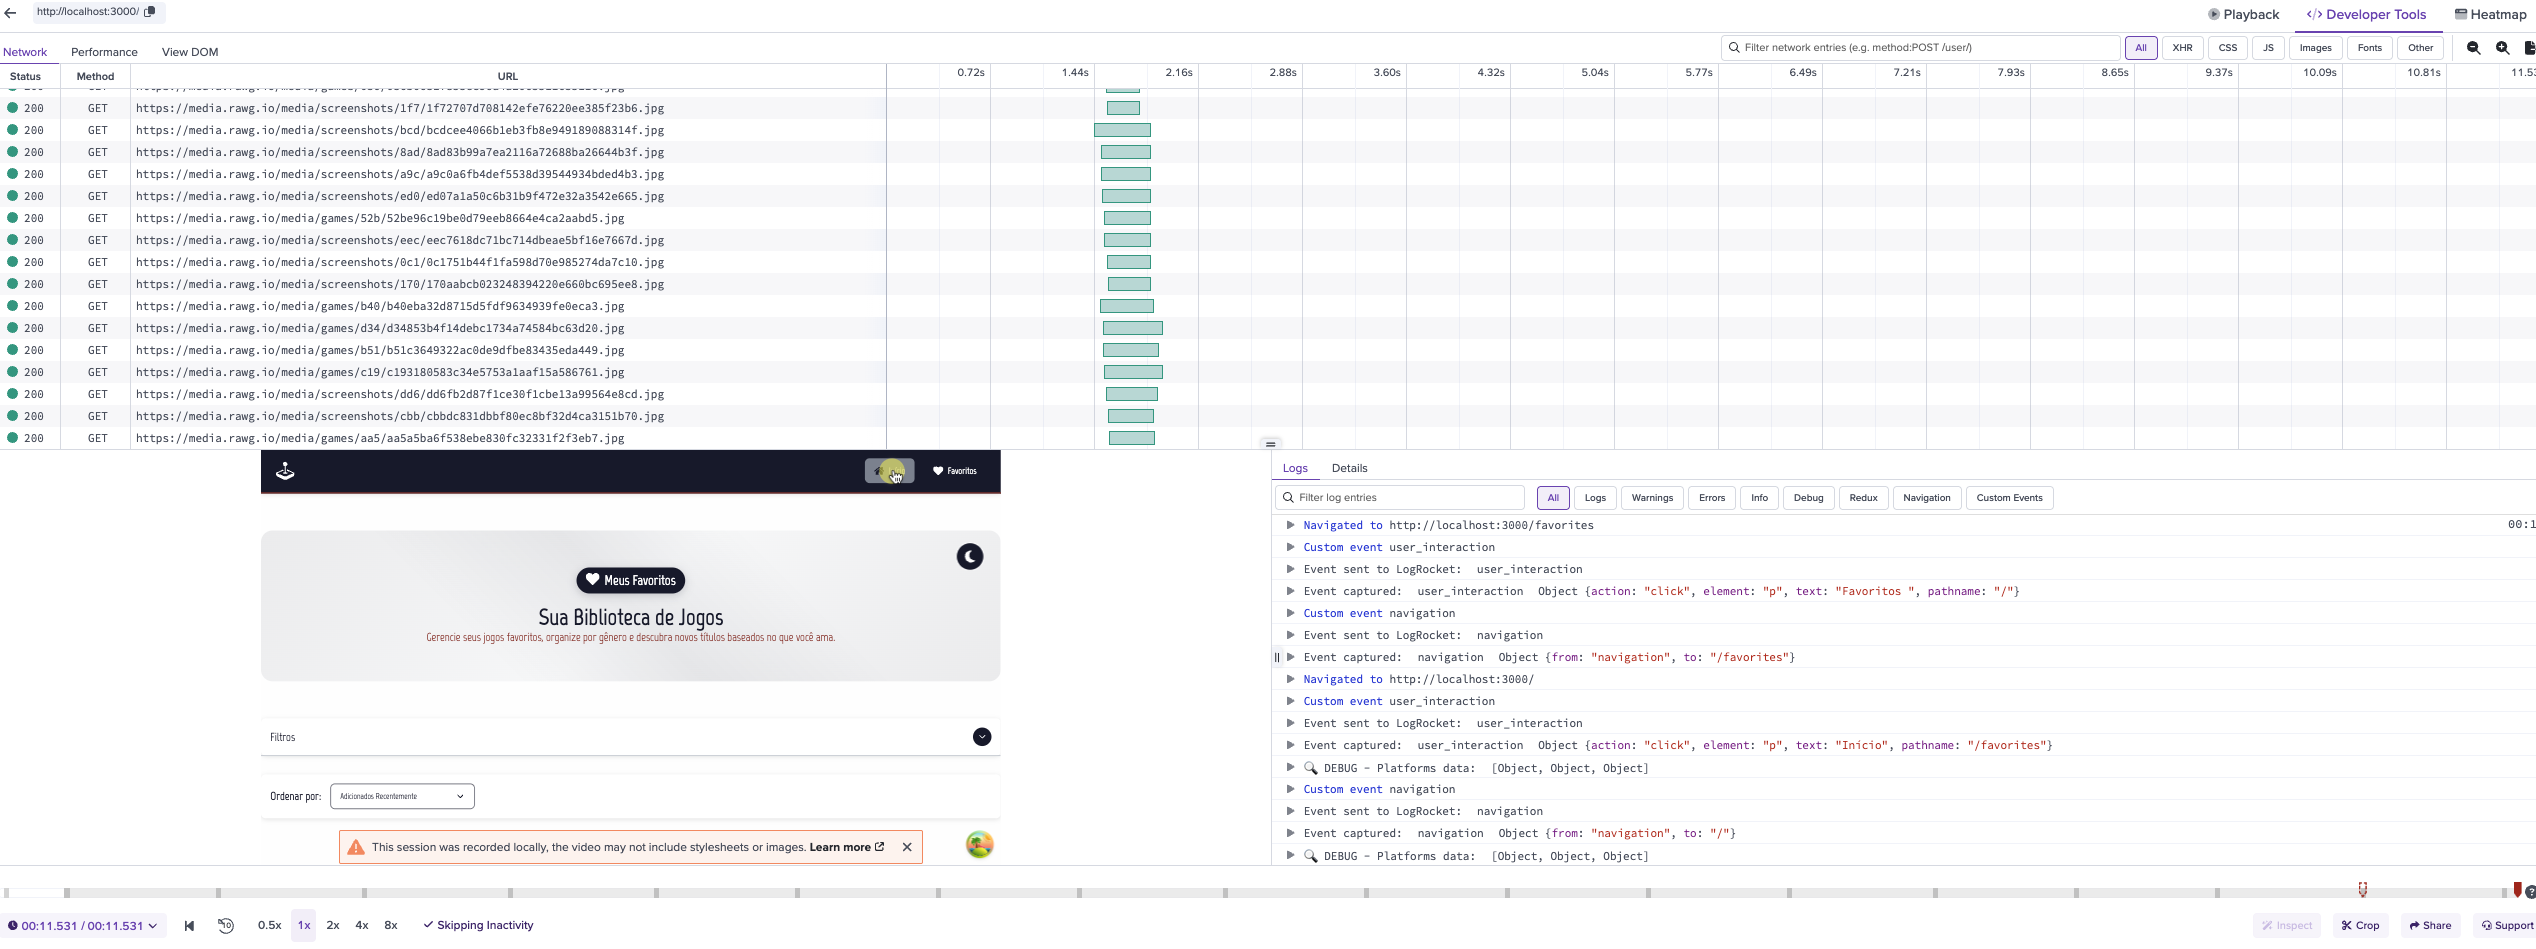 http://localhost:3000/
Playback
Developer Tools
Heatmap
Network
Performance
View DOM
Filter network entries (e.g. method:POST /user/)
All
XHR
CSS
JS
Images
Fonts
Other
Status
Method
URL
0.72s
1.44s
2.16s
2.88s
3.60s
4.32s
5.04s
5.77s
6.49s
7.21s
7.93s
8.65s
9.37s
10.09s
10.81s
11.53
200 GET https://media.rawg.io/media/screenshots/1f7/1f72707d708142efe76220ee385f23b6.jpg
200 GET https://media.rawg.io/media/screenshots/bcd/bcdcee4066b1eb3fb8e949189088314f.jpg
200 GET https://media.rawg.io/media/screenshots/8ad/8ad83b99a7ea2116a72688ba26644b3f.jpg
200 GET https://media.rawg.io/media/screenshots/a9c/a9c0a6fb4def5538d39544934bded4b3.jpg
200 GET https://media.rawg.io/media/screenshots/ed0/ed07a1a50c6b31b9f472e32a3542e665.jpg
200 GET https://media.rawg.io/media/games/52b/52be96c19be0d79eeb8664e4ca2aabd5.jpg
200 GET https://media.rawg.io/media/screenshots/eec/eec7618dc71bc714dbeae5bf16e7667d.jpg
200 GET https://media.rawg.io/media/screenshots/0c1/0c1751b44f1fa598d70e985274da7c10.jpg
200 GET https://media.rawg.io/media/screenshots/170/170aabcb023248394220e660bc695ee8.jpg
200 GET https://media.rawg.io/media/games/b40/b40eba32d8715d5fdf9634939fe0eca3.jpg
200 GET https://media.rawg.io/media/games/d34/d34853b4f14debc1734a74584bc63d20.jpg
200 GET https://media.rawg.io/media/games/b51/b51c3649322ac0de9dfbe83435eda449.jpg
200 GET https://media.rawg.io/media/games/c19/c193180583c34e5753a1aaf15a586761.jpg
200 GET https://media.rawg.io/media/screenshots/dd6/dd6fb2d87f1ce30f1cbe13a99564e8cd.jpg
200 GET https://media.rawg.io/media/screenshots/cbb/cbbdc831dbbf80ec8bf32d4ca3151b70.jpg
200 GET https://media.rawg.io/media/games/aa5/aa5a5ba6f538ebe830fc32331f2f3eb7.jpg
Favoritos
Meus Favoritos
Sua Biblioteca de Jogos
Gerencie seus jogos favoritos, organize por gênero e descubra novos títulos baseados no que você ama.
Filtros
Ordenar por:
Adicionados Recentemente
This session was recorded locally, the video may not include stylesheets or images. Learn more
Logs
Details
Filter log entries
All
Logs
Warnings
Errors
Info
Debug
Redux
Navigation
Custom Events
Navigated to http://localhost:3000/favorites 00:1
Custom event user_interaction
Event sent to LogRocket: user_interaction
Event captured: user_interaction Object {action: "click", element: "p", text: "Favoritos ", pathname: "/"}
Custom event navigation
Event sent to LogRocket: navigation
Event captured: navigation Object {from: "navigation", to: "/favorites"}
Navigated to http://localhost:3000/
Custom event user_interaction
Event sent to LogRocket: user_interaction
Event captured: user_interaction Object {action: "click", element: "p", text: "Início", pathname: "/favorites"}
DEBUG - Platforms data: [Object, Object, Object]
Custom event navigation
Event sent to LogRocket: navigation
Event captured: navigation Object {from: "navigation", to: "/"}
DEBUG - Platforms data: [Object, Object, Object]
00:11.531 / 00:11.531
10
0.5x
1x
2x
4x
8x
Skipping Inactivity
Inspect
Crop
Share
Support